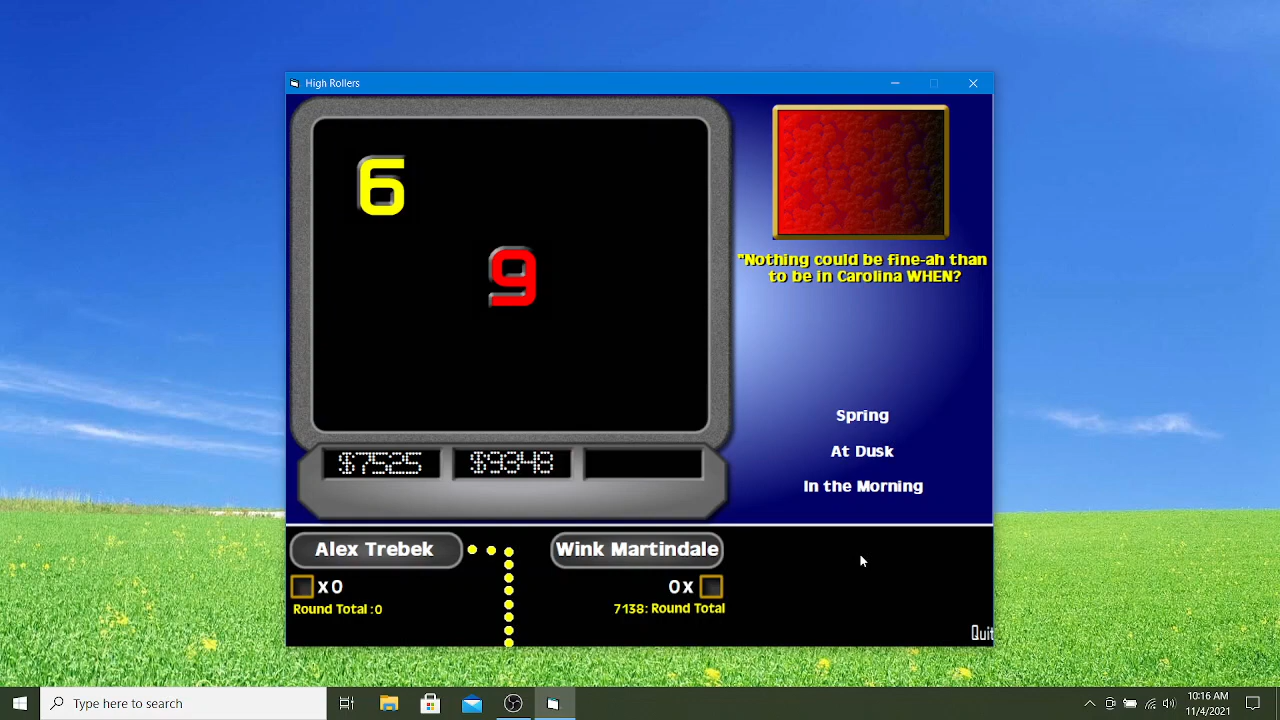 High Rollers
6
9
"Nothing could be fine-ah than
to be in Carolina WHEN?
Spring
At Dusk
In the Morning
$7525
$3348
Alex Trebek
Wink Martindale
x0
0x
Round Total :0
7138: Round Total
Quit
Type here to search
10:16 AM
11/4/2021